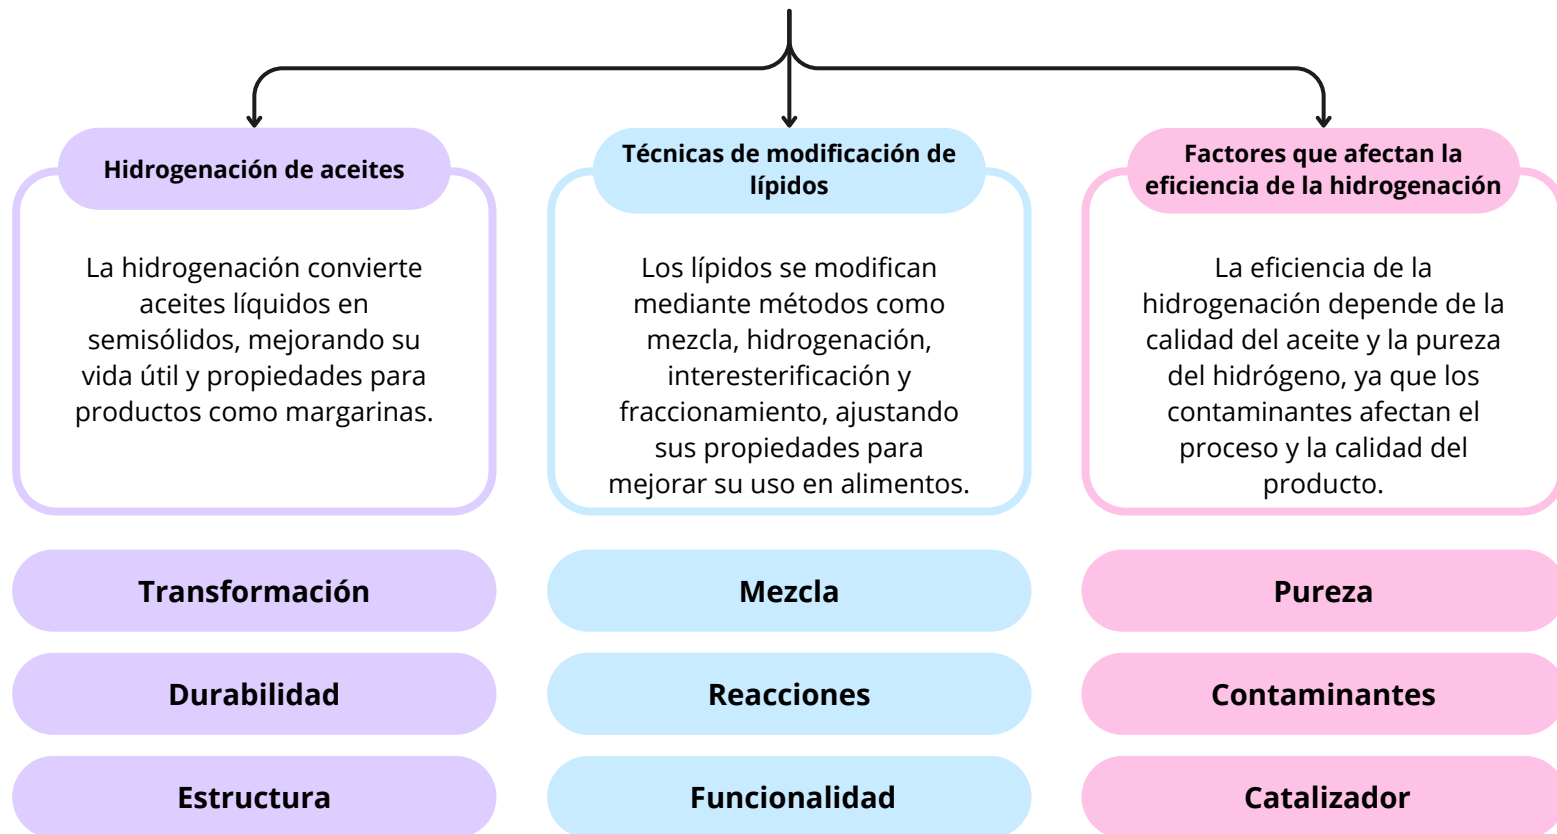 Hidrogenación de aceites
La hidrogenación convierte
aceites líquidos en
semisólidos, mejorando su
vida útil y propiedades para
productos como margarinas.
Transformación
Durabilidad
Estructura
Técnicas de modificación de
lípidos
Los lípidos se modifican
mediante métodos como
mezcla, hidrogenación,
interesterificación y
fraccionamiento, ajustando
sus propiedades para
mejorar su uso en alimentos.
Mezcla
Reacciones
Funcionalidad
Factores que afectan la
eficiencia de la hidrogenación
La eficiencia de la
hidrogenación depende de la
calidad del aceite y la pureza
del hidrógeno, ya que los
contaminantes afectan el
proceso y la calidad del
producto.
Pureza
Contaminantes
Catalizador